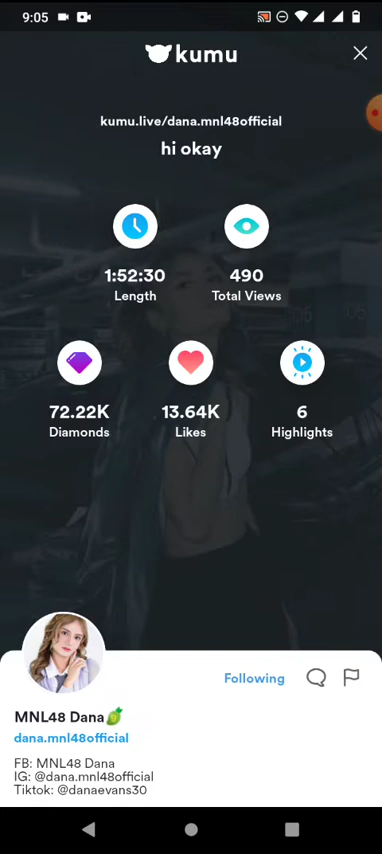 9:05
kumu
kumu.live/dana.mnl48official
hi okay
1:52:30
Length
490
Total Views
72.22K
Diamonds
13.64K
Likes
6
Highlights
Following
MNL48 Dana🍍
dana.mnl48official
FB: MNL48 Dana
IG: @dana.mnl48official
Tiktok: @danaevans30